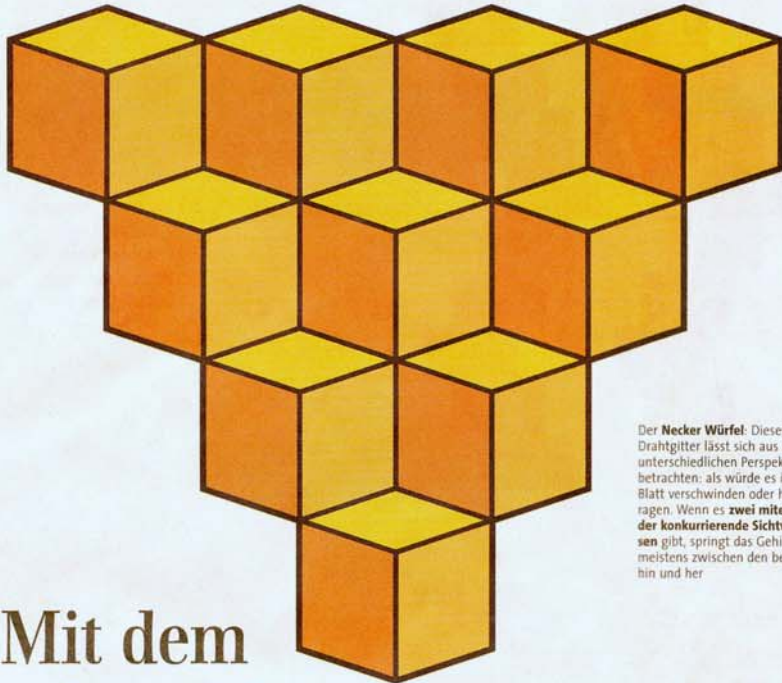 Der Necker Würfel: Diese
Drahtgitter lässt sich aus
unterschiedlichen
betrachten: als würde es
Blatt verschwinden oder
ragen. Wenn es zwei
der konkurrierende
sen gibt, springt das
meistens zwischen den
hin und her
Mit dem